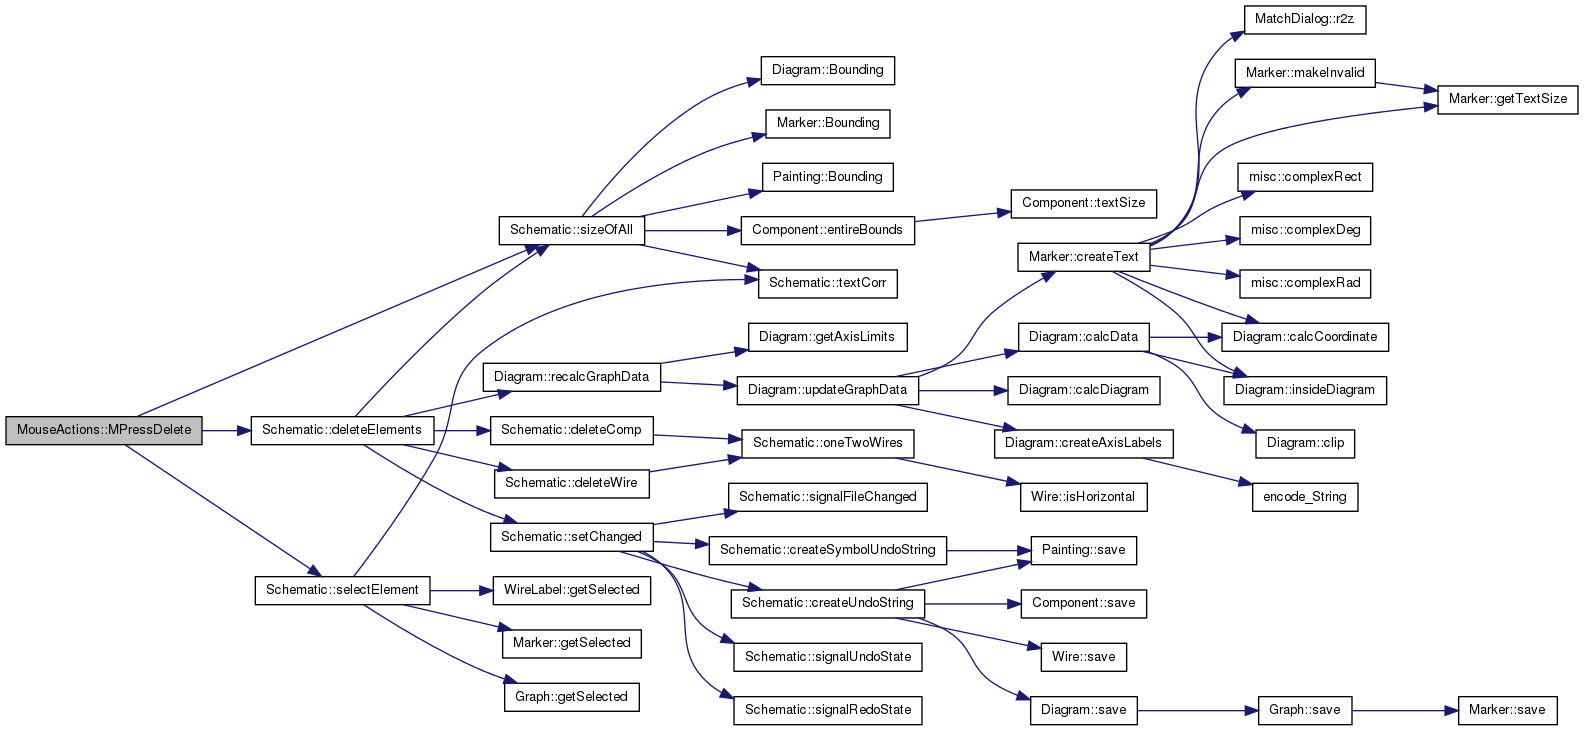 MatchDialog::r2z
Diagram::Bounding
Marker::makeInvalid
Marker::getTextSize
Marker::Bounding
Painting::Bounding
misc::complexRect
Component::textSize
Schematic::sizeOfAll
Component::entireBounds
misc::complexDeg
Marker::createText
Schematic::textCorr
misc::complexRad
Diagram::getAxisLimits
Diagram::calcData
Diagram::calcCoordinate
Diagram::recalcGraphData
Diagram::updateGraphData
Diagram::calcDiagram
Diagram::insideDiagram
MouseActions::MPressDelete
Schematic::deleteElements
Schematic::deleteComp
Schematic::oneTwoWires
Diagram::createAxisLabels
Diagram::clip
Schematic::deleteWire
Schematic::signalFileChanged
Wire::isHorizontal
encode_String
Schematic::setChanged
Schematic::createSymbolUndoString
Painting::save
Schematic::selectElement
WireLabel::getSelected
Schematic::createUndoString
Component::save
Marker::getSelected
Schematic::signalUndoState
Wire::save
Graph::getSelected
Schematic::signalRedoState
Diagram::save
Graph::save
Marker::save